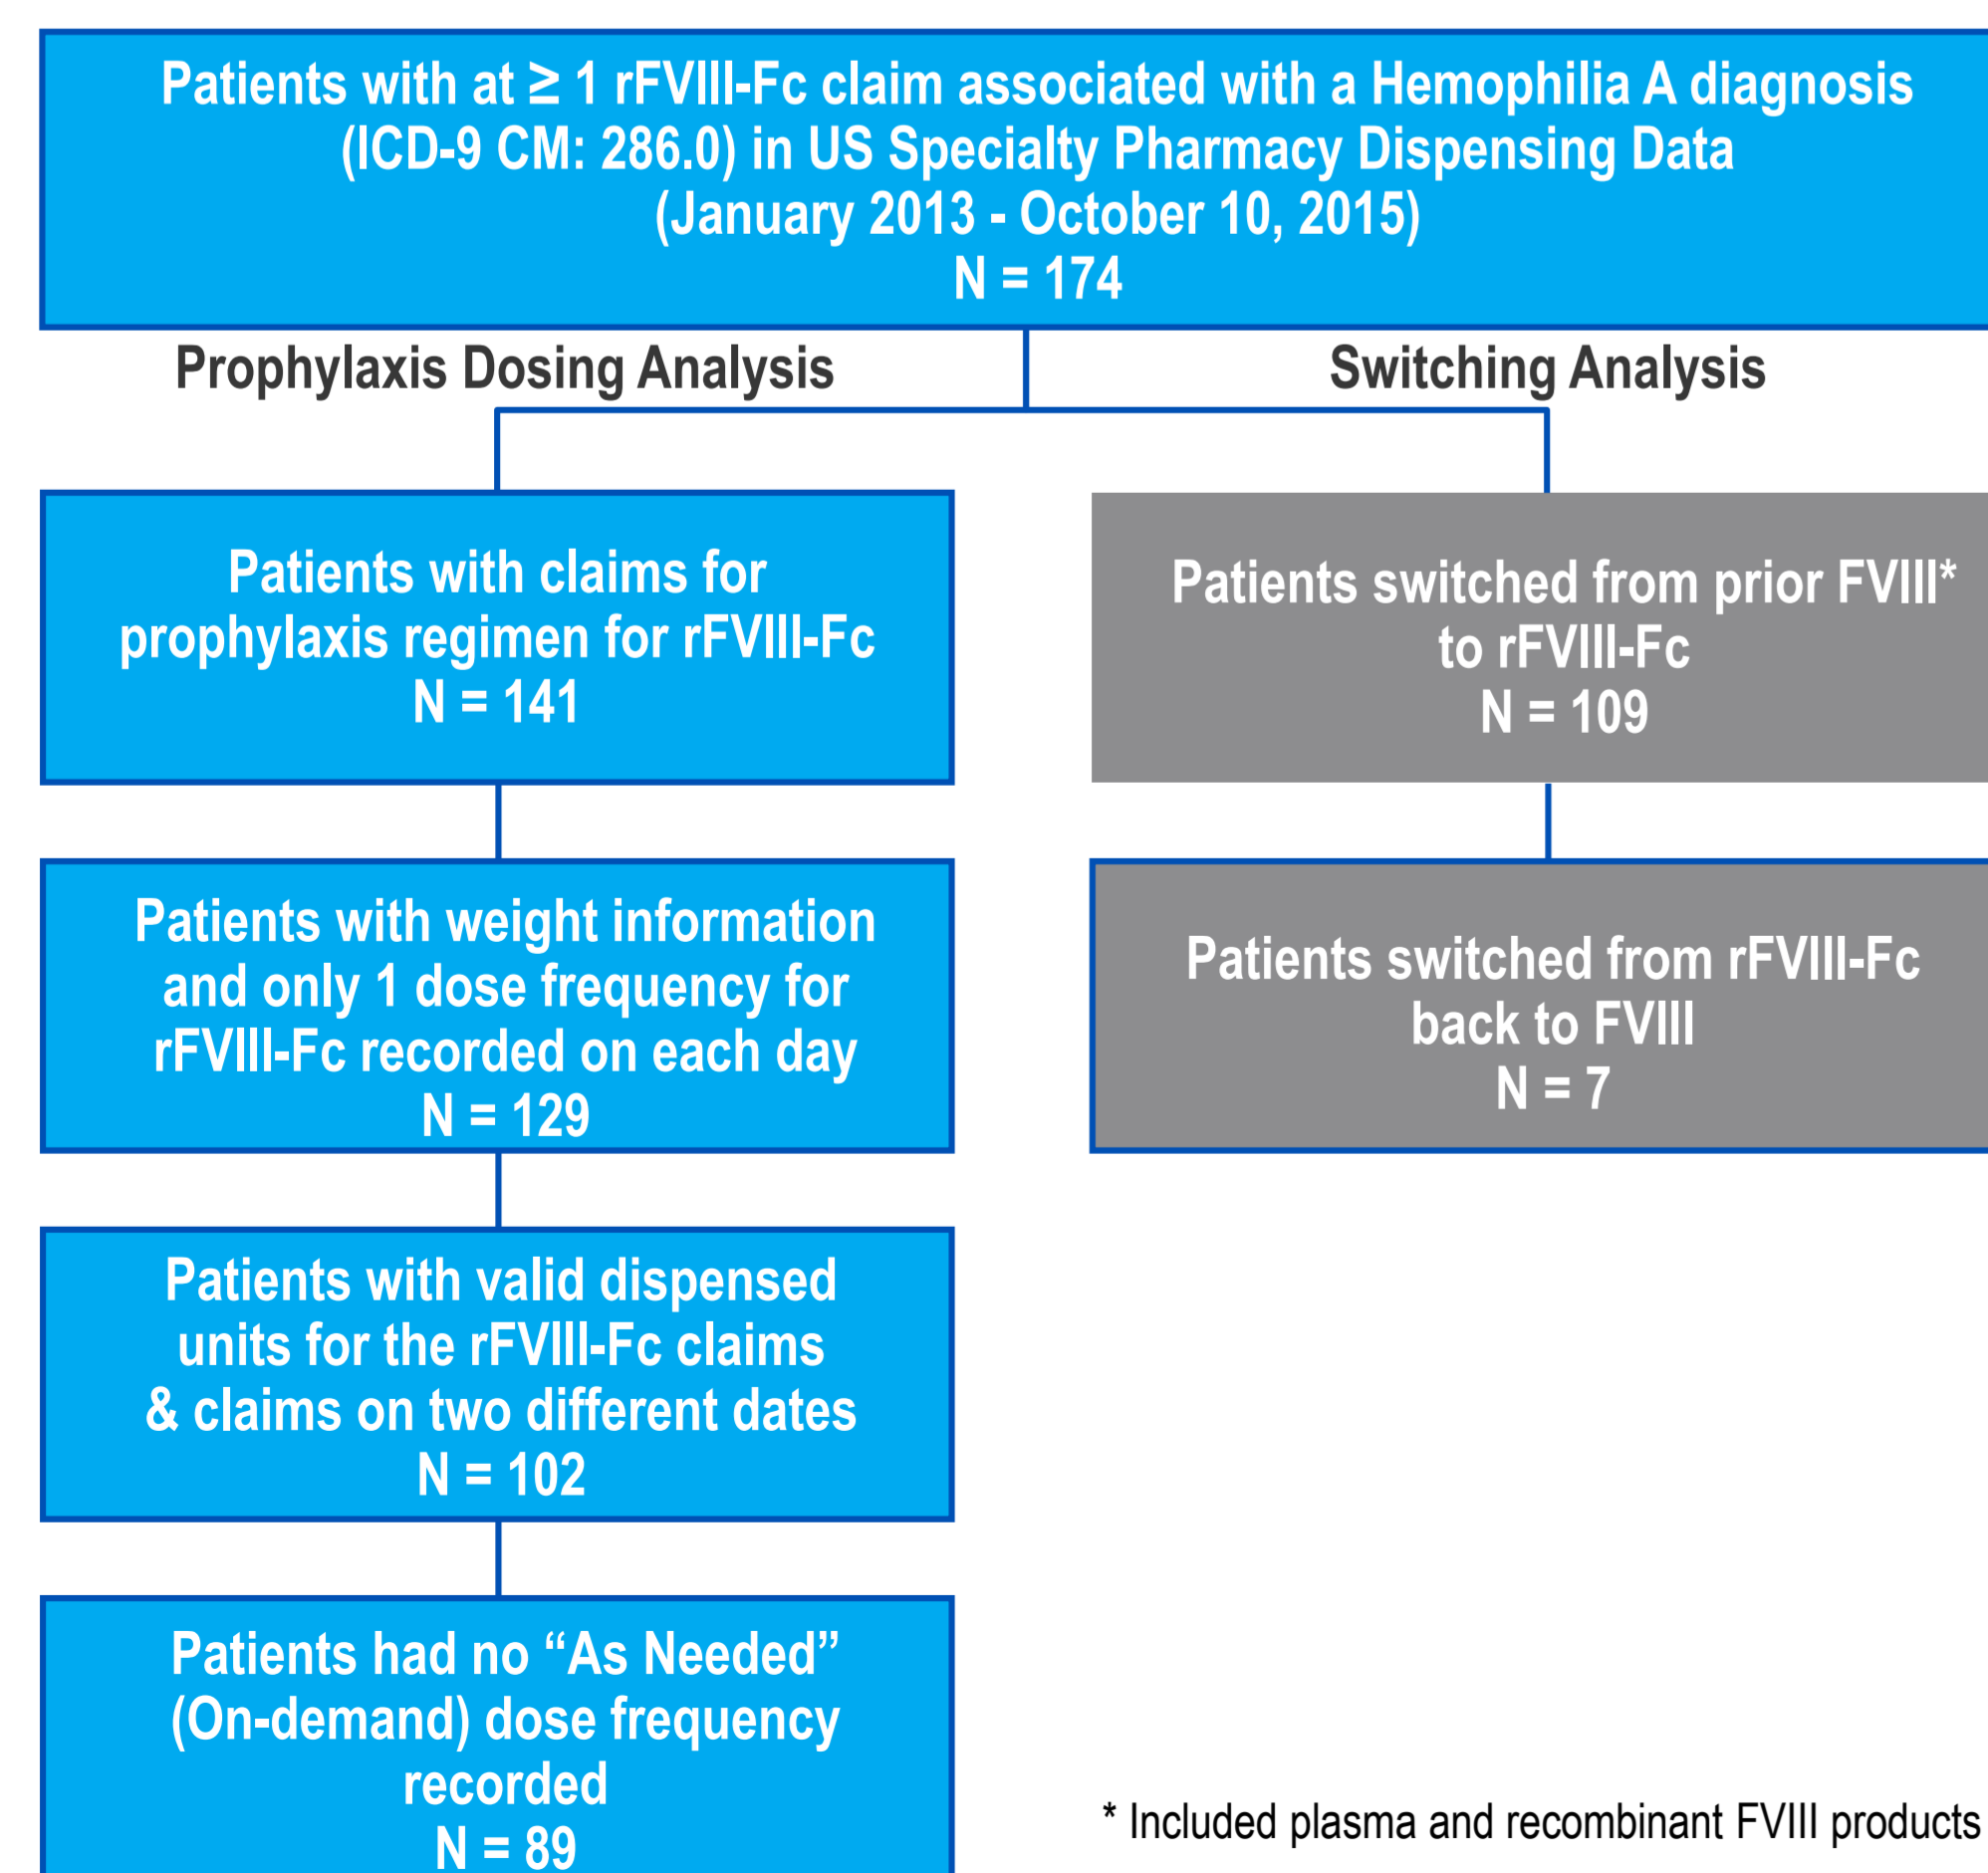 Patients with at ≥ 1 rFVIII-Fc claim associated with a Hemophilia A diagnosis
(ICD-9 CM: 286.0) in US Specialty Pharmacy Dispensing Data
(January 2013 - October 10, 2015)
N = 174
Prophylaxis Dosing Analysis
Switching Analysis
Patients with claims for
prophylaxis regimen for rFVIII-Fc
N = 141
Patients switched from prior FVIII*
to rFVIII-Fc
N = 109
Patients with weight information
and only 1 dose frequency for
rFVIII-Fc recorded on each day
N = 129
Patients switched from rFVIII-Fc
back to FVIII
N = 7
Patients with valid dispensed
units for the rFVIII-Fc claims
& claims on two different dates
N = 102
Patients had no “As Needed”
(On-demand) dose frequency
recorded
N = 89
* Included plasma and recombinant FVIII products